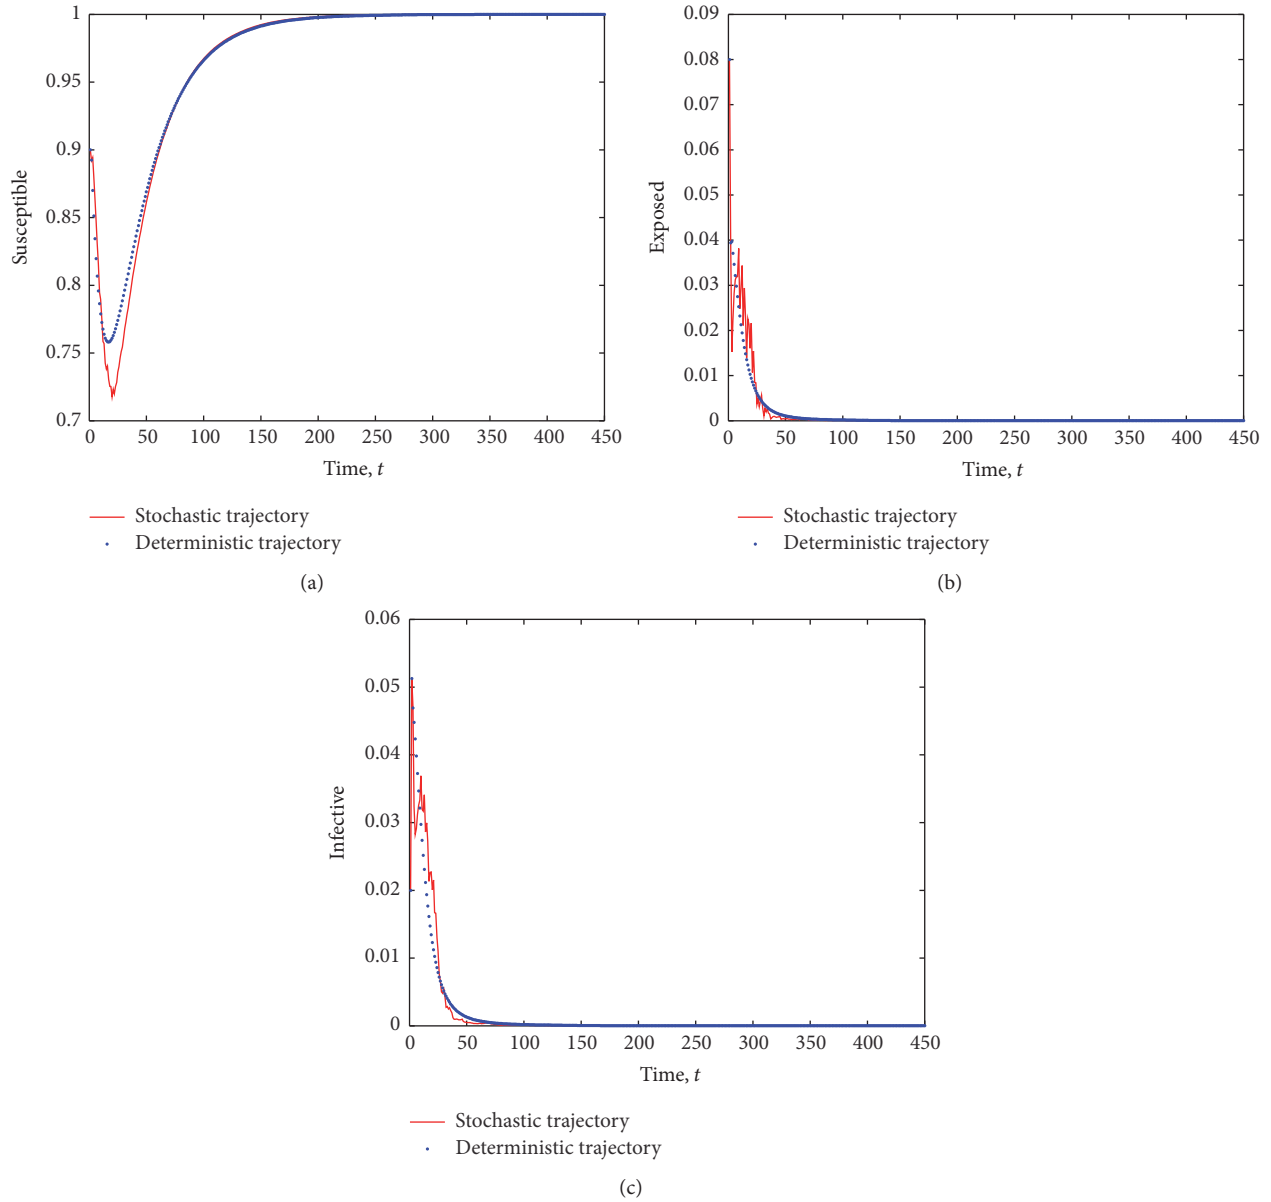 1
0.95
0.9
0.85
0.8
0.75
0.7
Susceptible
0 50 100 150 200 250 300 350 400 450
Time, t
Stochastic trajectory
Deterministic trajectory
(a)
0.09
0.08
0.07
0.06
0.05
0.04
0.03
0.02
0.01
0
Exposed
0 50 100 150 200 250 300 350 400 450
Time, t
Stochastic trajectory
Deterministic trajectory
(b)
0.06
0.05
0.04
0.03
0.02
0.01
0
Infective
0 50 100 150 200 250 300 350 400 450
Time, t
Stochastic trajectory
Deterministic trajectory
(c)